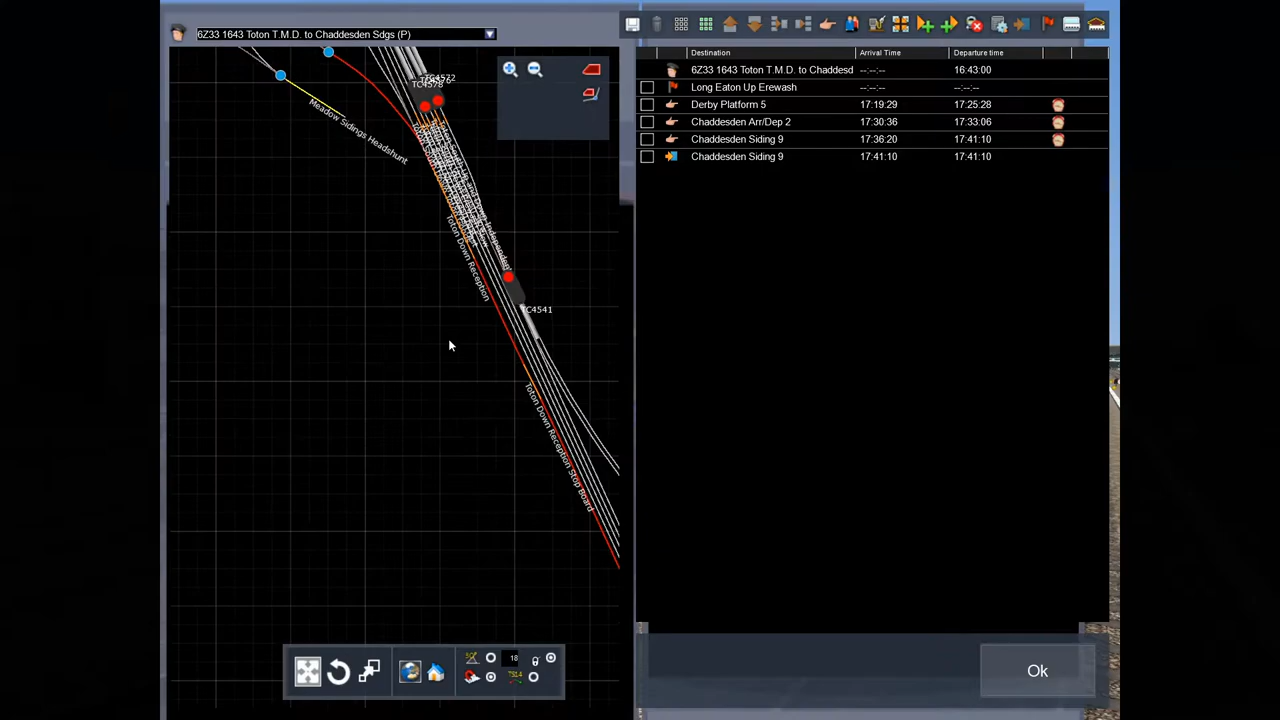 6Z33 1643 Toton T.M.D. to Chaddesden Sdgs (P)
Destination Arrival Time Departure time
6Z33 1643 Toton T.M.D. to Chaddesd --:--:-- 16:43:00
Long Eaton Up Erewash --:--:-- --:--:--
Derby Platform 5 17:19:29 17:25:28
Chaddesden Arr/Dep 2 17:30:36 17:33:06
Chaddesden Siding 9 17:36:20 17:41:10
Chaddesden Siding 9 17:41:10 17:41:10
TC4572
TC4578
Meadow Sidings Headshunt
Toton Down Reception
TC4541
Toton Down Reception Stop Board
18
Ok